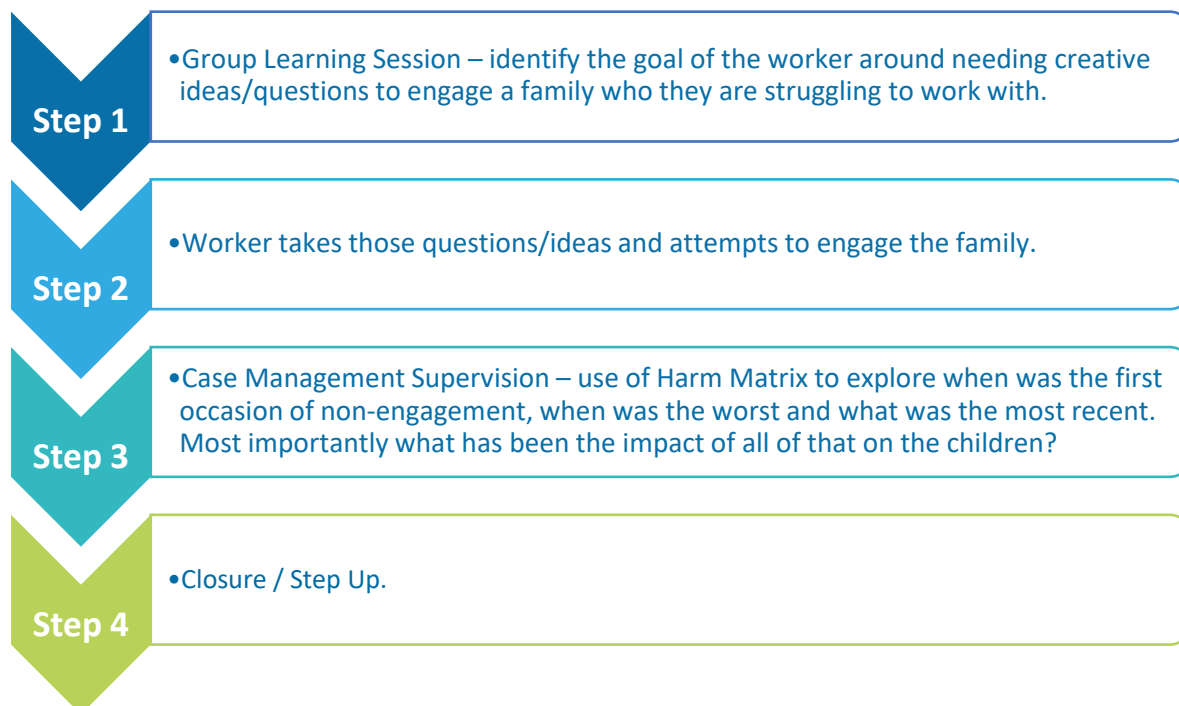 Step 1
•Group Learning Session – identify the goal of the worker around needing creative
ideas/questions to engage a family who they are struggling to work with.
Step 2
•Worker takes those questions/ideas and attempts to engage the family.
Step 3
•Case Management Supervision – use of Harm Matrix to explore when was the first
occasion of non-engagement, when was the worst and what was the most recent.
Most importantly what has been the impact of all of that on the children?
Step 4
•Closure / Step Up.